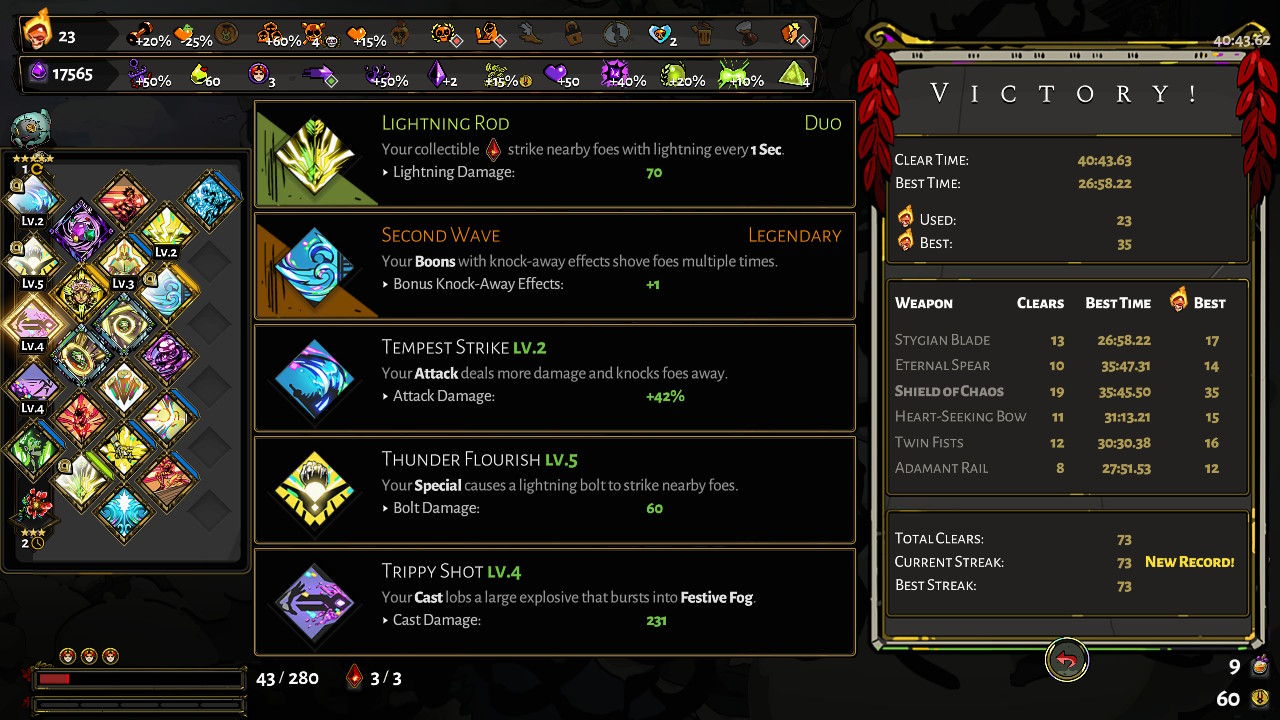 23
+20%
-25%
+60%
4
+15%
2
40:43.62
17565
+50%
-60
3
+50%
+2
+15%
+50
+40%
+20%
+10%
4
VICTORY!
1
Lv.2
Lv.2
Lv.5
Lv.3
Lv.4
Lv.4
2
LIGHTNING ROD
DUO
Your collectible strike nearby foes with lightning every 1 Sec.
Lightning Damage: 70
SECOND WAVE
LEGENDARY
Your Boons with knock-away effects shove foes multiple times.
Bonus Knock-Away Effects: +1
TEMPEST STRIKE LV.2
Your Attack deals more damage and knocks foes away.
Attack Damage: +42%
THUNDER FLOURISH LV.5
Your Special causes a lightning bolt to strike nearby foes.
Bolt Damage: 60
TRIPPY SHOT LV.4
Your Cast lobs a large explosive that bursts into Festive Fog.
Cast Damage: 231
43 / 280
3 / 3
CLEAR TIME: 40:43.63
BEST TIME: 26:58.22
USED: 23
BEST: 35
WEAPON CLEARS BEST TIME BEST
STYGIAN BLADE 13 26:58.22 17
ETERNAL SPEAR 10 35:47.31 14
SHIELD OF CHAOS 19 35:45.50 35
HEART-SEEKING BOW 11 31:13.21 15
TWIN FISTS 12 30:30.38 16
ADAMANT RAIL 8 27:51.53 12
TOTAL CLEARS: 73
CURRENT STREAK: 73 NEW RECORD!
BEST STREAK: 73
9
60